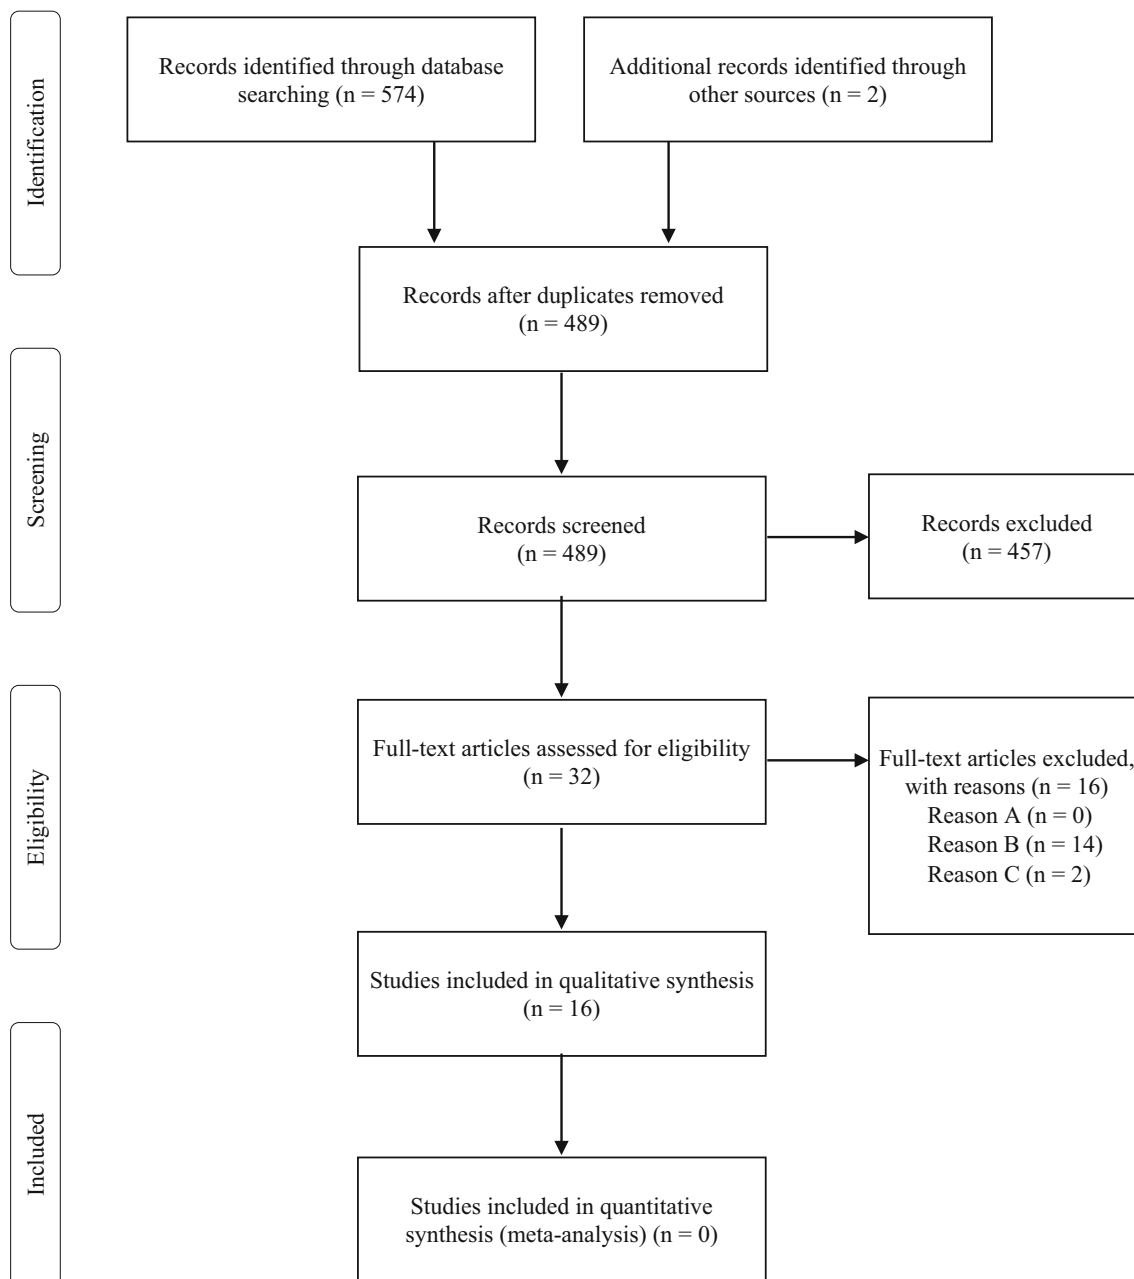 Identification
Records identified through database
searching (n = 574)
Additional records identified through
other sources (n = 2)
Records after duplicates removed
(n = 489)
Screening
Records screened
(n = 489)
Records excluded
(n = 457)
Eligibility
Full-text articles assessed for eligibility
(n = 32)
Full-text articles excluded,
with reasons (n = 16)
Reason A (n = 0)
Reason B (n = 14)
Reason C (n = 2)
Studies included in qualitative synthesis
(n = 16)
Included
Studies included in quantitative
synthesis (meta-analysis) (n = 0)